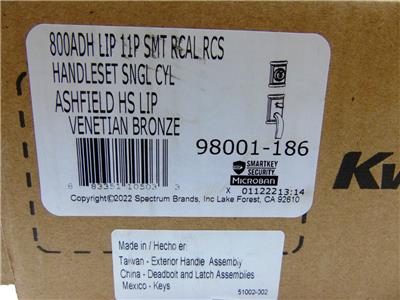 800ADH LIP 11P SMT RCAL RCS
HANDLESET SNGL CYL
ASHFIELD HS LIP
VENETIAN BRONZE
98001-186
SMARTKEY
SECURITY
MICROBAN
X 01122213:14
Copyright©2022 Spectrum Brands, Inc Lake Forest, CA 92610
Kw
Made in / Hecho er
Taiwan - Exterior Handle Assembly
China - Deadbolt and Latch Assemblies
Mexico - Keys
51002-302